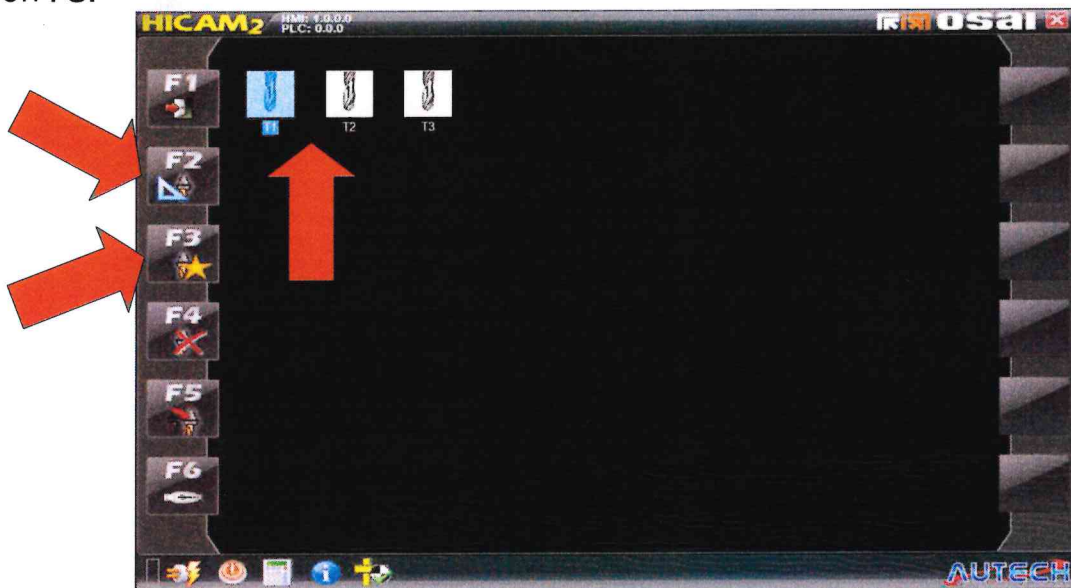 HICAM2 HMI: 1.0.0.0
PLC: 0.0.0
osai
F1
T1 T2 T3
F2
F3
F4
F5
F6
AUTECH